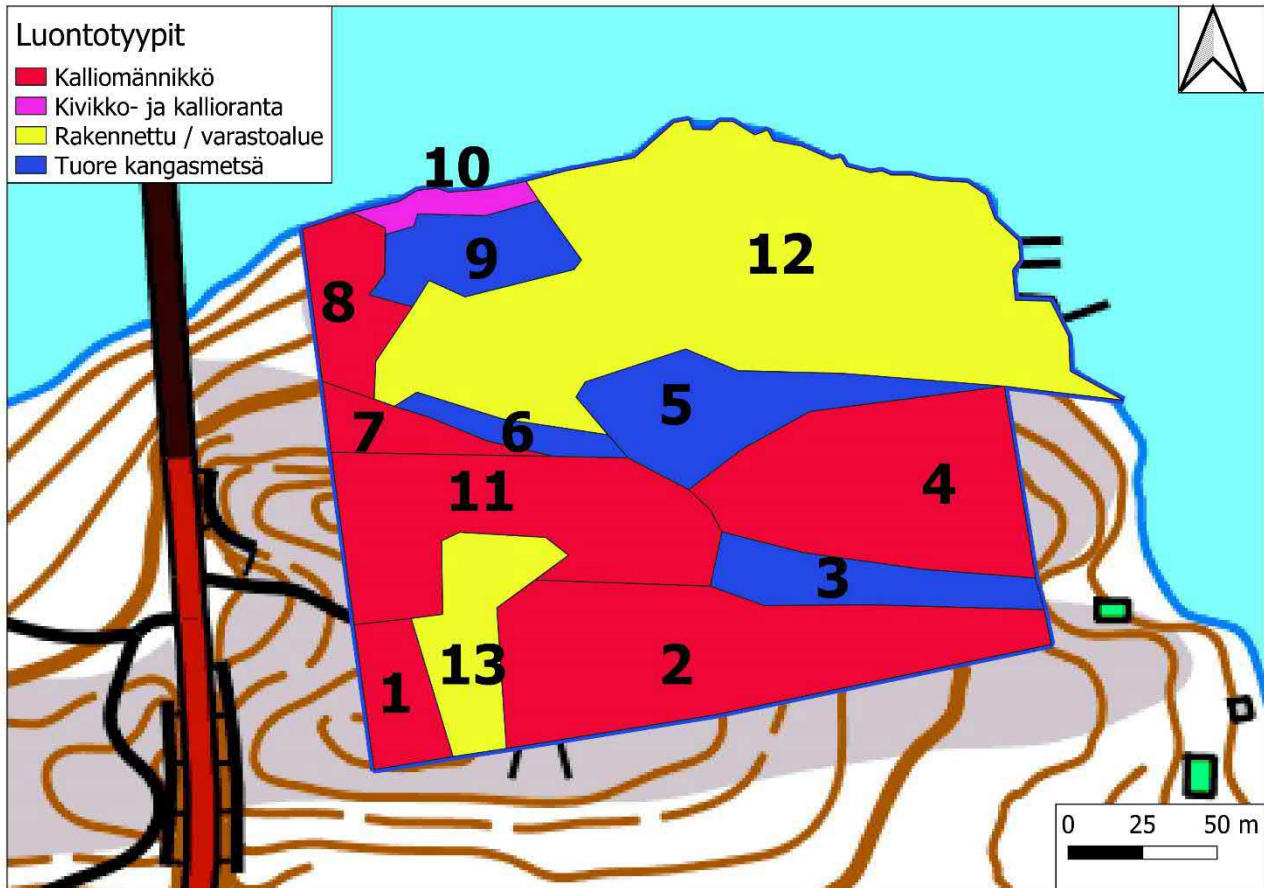 Luontotyypit
Kalliomännikkö
Kivikko- ja kallioranta
Rakennettu / varastoalue
Tuore kangasmetsä
10
9
12
8
5
7
6
11
4
3
2
13
1
0 25 50 m